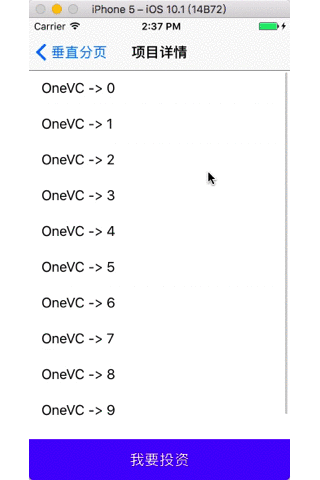 iPhone 5 – iOS 10.1 (14B72)
Carrier 2:37 PM
垂直分页 项目详情
OneVC -> 0
OneVC -> 1
OneVC -> 2
OneVC -> 3
OneVC -> 4
OneVC -> 5
OneVC -> 6
OneVC -> 7
OneVC -> 8
OneVC -> 9
我要投资